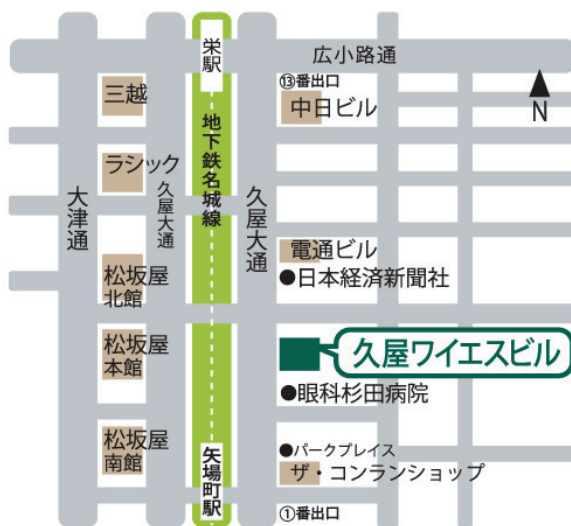 栄駅
広小路通
三越
⑬番出口
中日ビル
N
地下鉄名城線
ラシック
大津通
久屋大通
久屋大通
電通ビル
●日本経済新聞社
松坂屋
北館
松坂屋
本館
久屋ワイエスビル
●眼科杉田病院
松坂屋
南館
矢場町駅
●パークプレイス
ザ・コンランショップ
①番出口